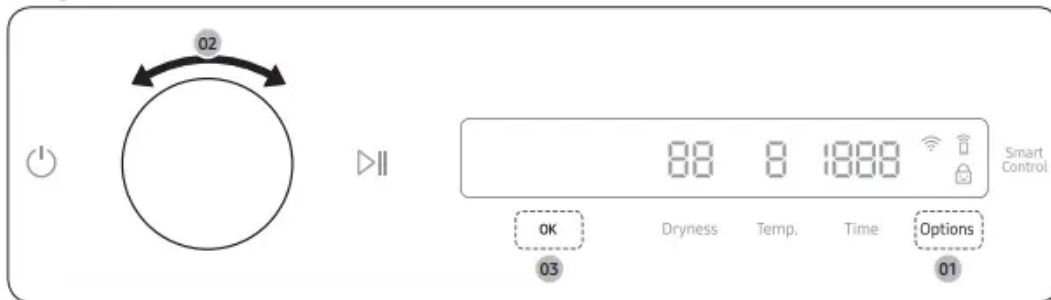 02
88 8 1888
Smart
Control
OK Dryness Temp. Time Options
03 01